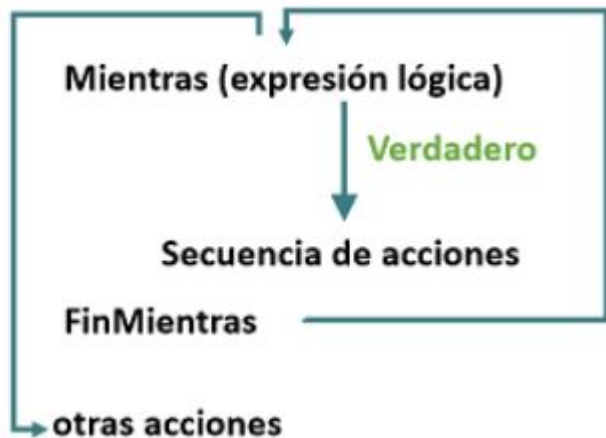 Mientras (expresión lógica)
Verdadero
Secuencia de acciones
FinMientras
otras acciones